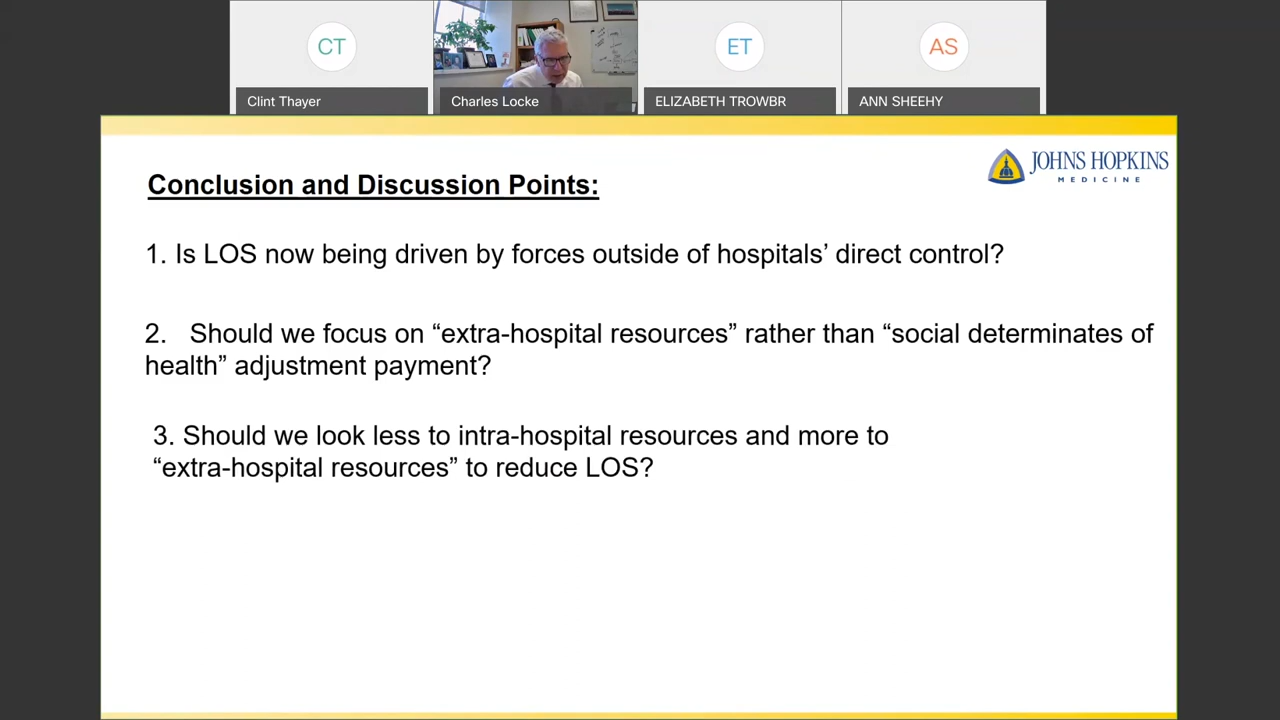 CT
ET
AS
Clint Thayer
Charles Locke
ELIZABETH TROWBR
ANN SHEEHY
JOHNS HOPKINS
MEDICINE
Conclusion and Discussion Points:
1. Is LOS now being driven by forces outside of hospitals’ direct control?
2. Should we focus on “extra-hospital resources” rather than “social determinates of
health” adjustment payment?
3. Should we look less to intra-hospital resources and more to
“extra-hospital resources” to reduce LOS?